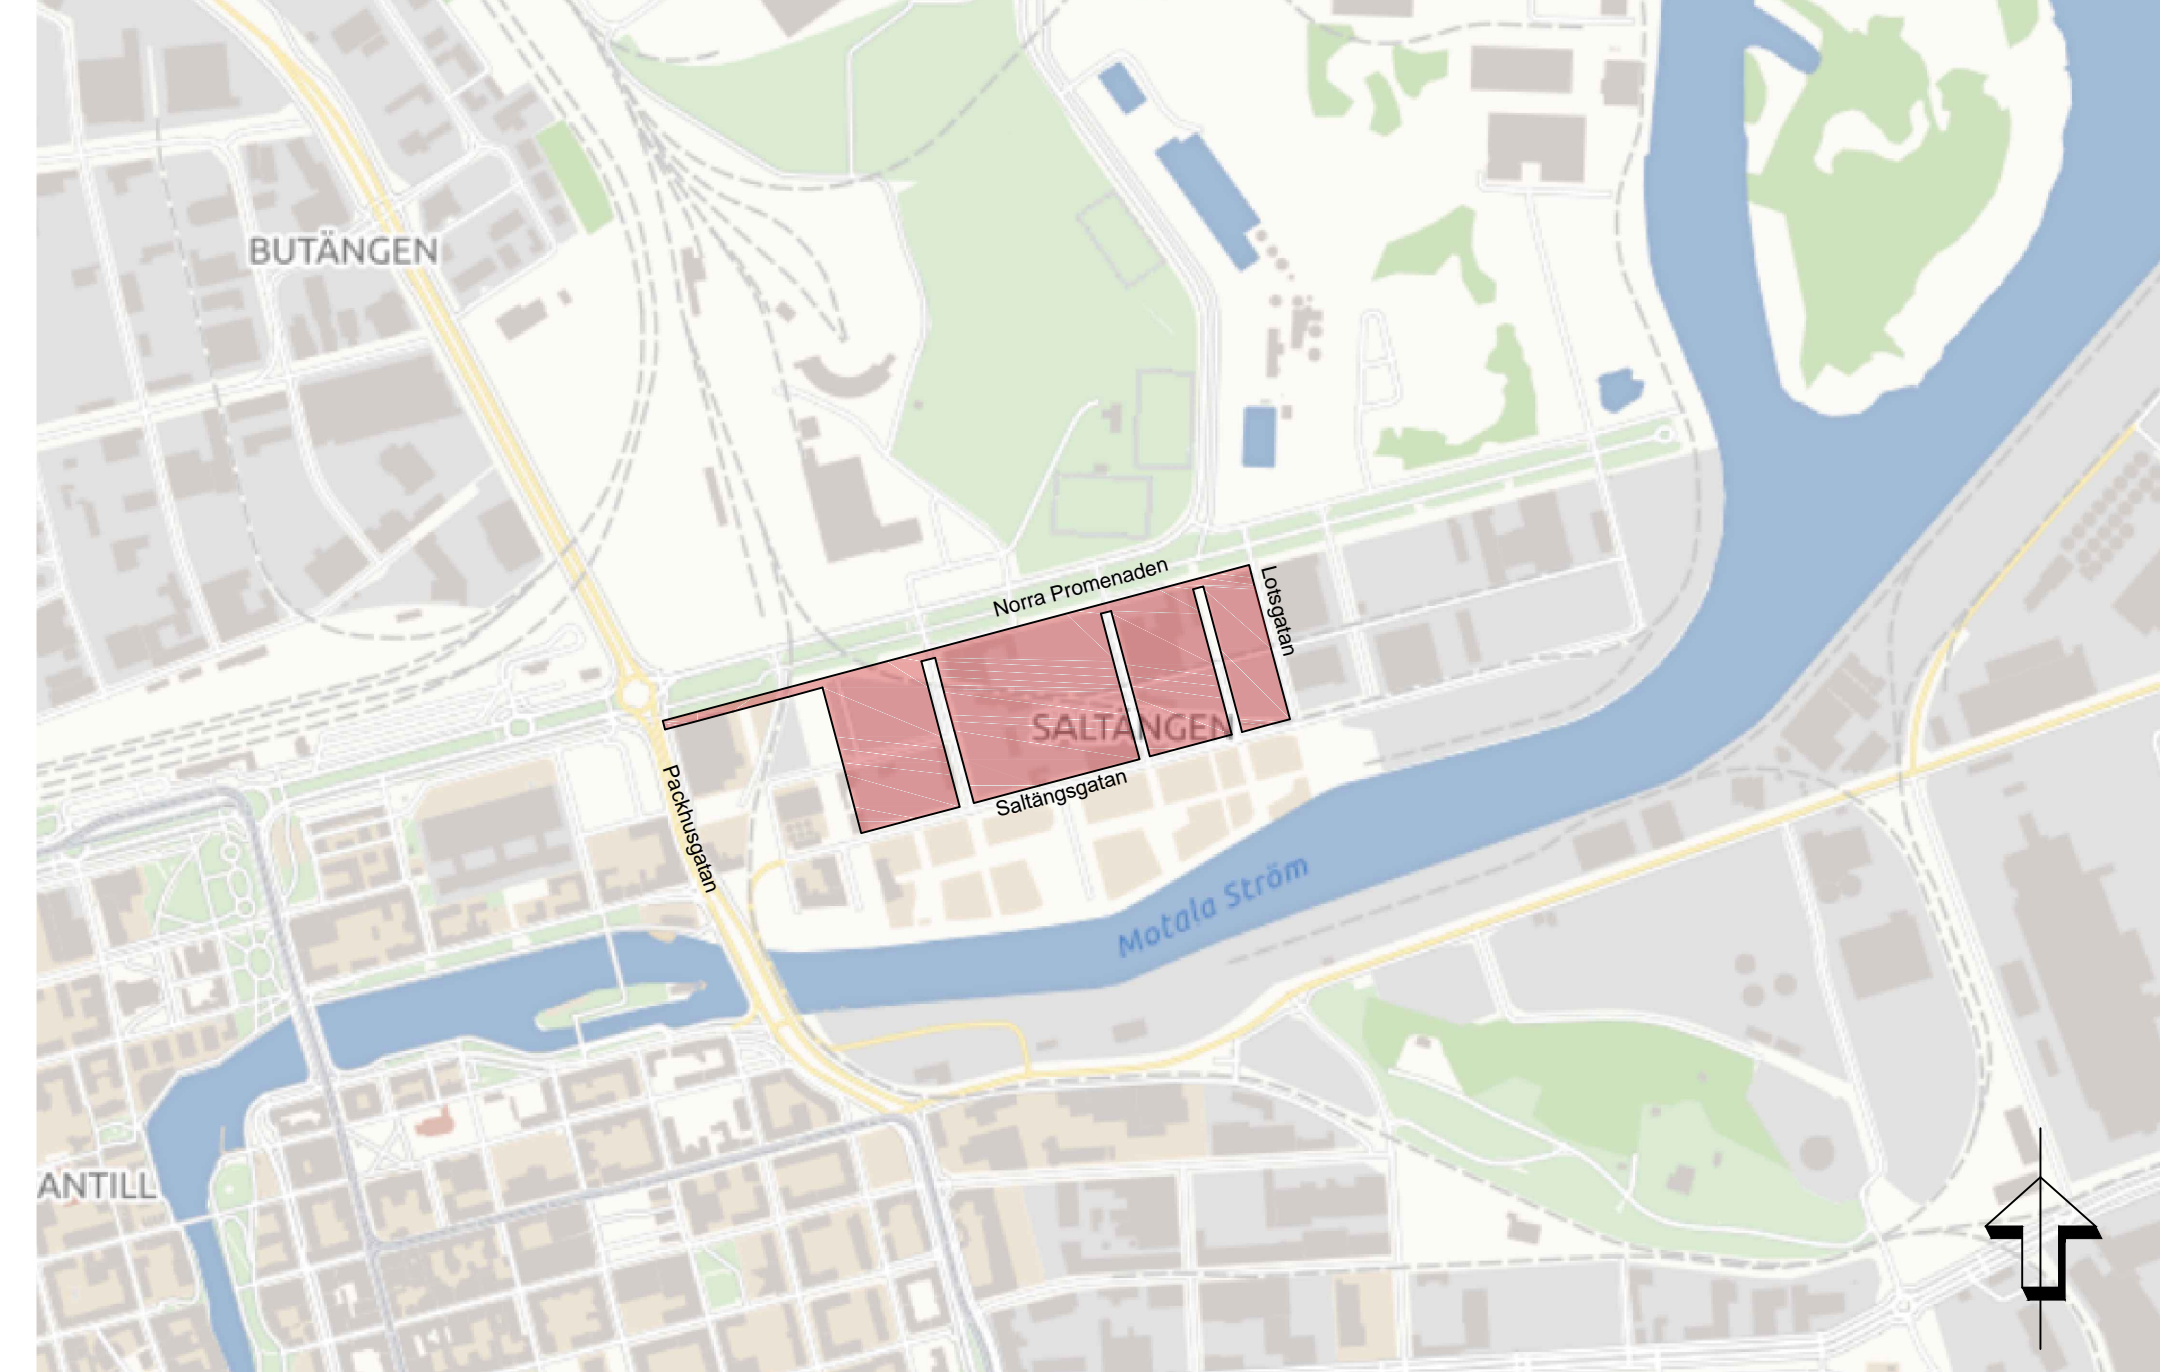 BUTÄNGEN
Norra Promenaden
Lotsgatan
SALTÄNGEN
Saltängsgatan
Packhusgatan
Motala Ström
ANTILL